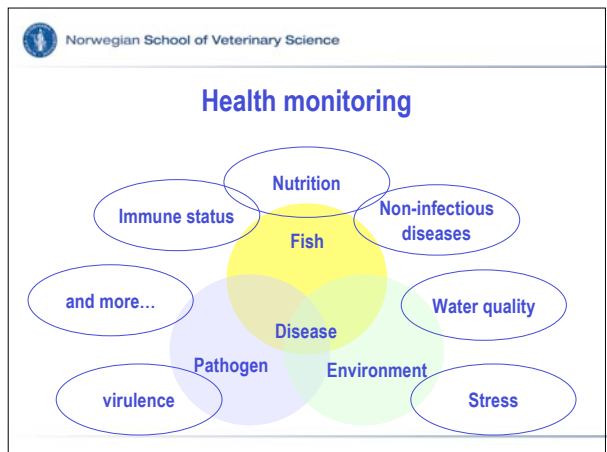 Norwegian School of Veterinary Science
Health monitoring
Nutrition
Immune status
Non-infectious
diseases
Fish
and more…
Water quality
Disease
Pathogen
Environment
virulence
Stress